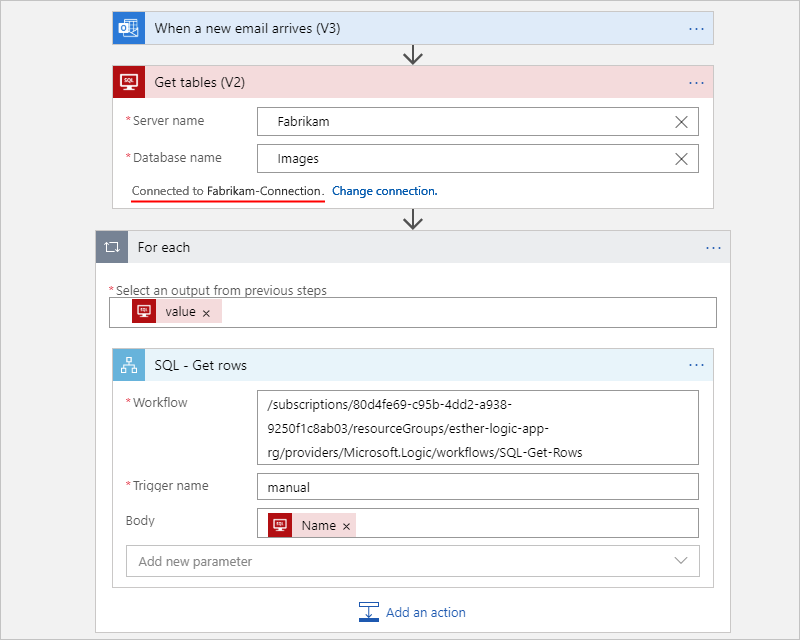 When a new email arrives (V3)
SQL
Get tables (V2)
*Server name
Fabrikam
*Database name
Images
Connected to Fabrikam-Connection. Change connection.
For each
*Select an output from previous steps
SQL
value ×
SQL - Get rows
*Workflow
/subscriptions/80d4fe69-c95b-4dd2-a938-
9250f1c8ab03/resourceGroups/esther-logic-app-
rg/providers/Microsoft.Logic/workflows/SQL-Get-Rows
*Trigger name
manual
Body
SQL
Name ×
Add new parameter
Add an action